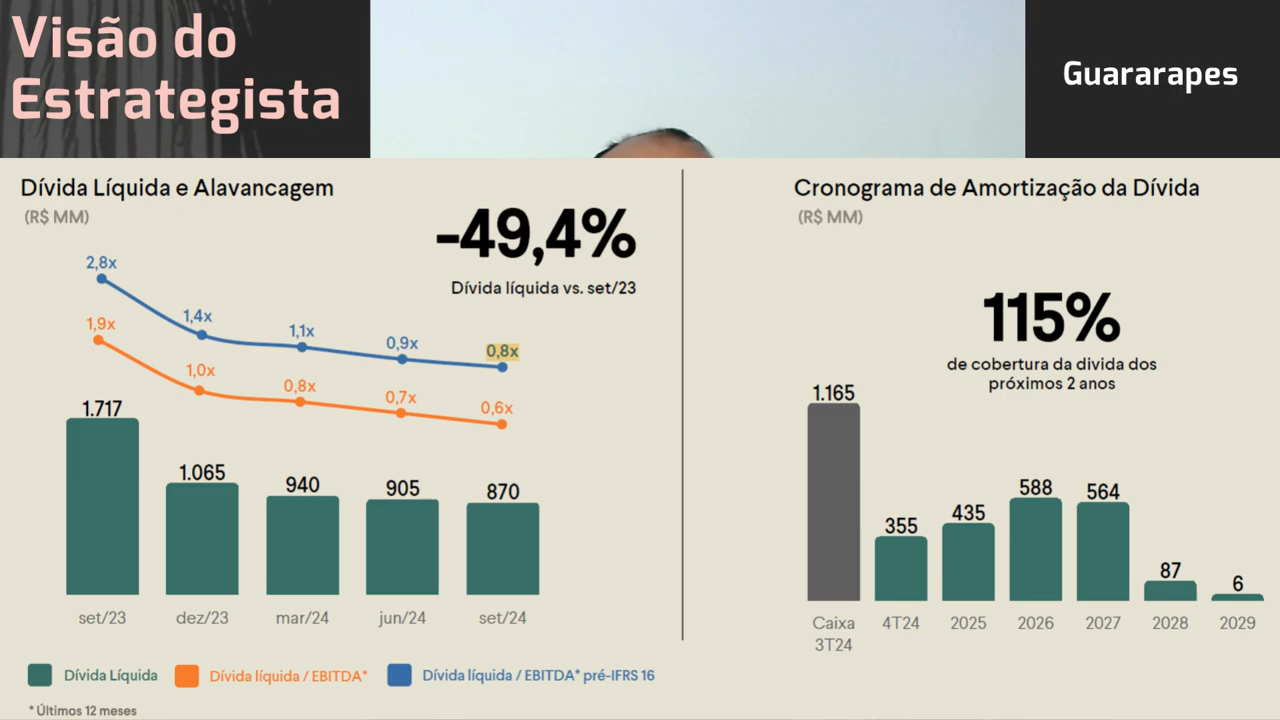 Visão do
Estrategista
Guararapes
Dívida Líquida e Alavancagem
(R$ MM)
-49,4%
Dívida líquida vs. set/23
2,8x
1,4x
1,1x
0,9x
0,8x
1,9x
1,0x
0,8x
0,7x
0,6x
1.717
1.065
940
905
870
set/23
dez/23
mar/24
jun/24
set/24
Dívida Líquida
Dívida líquida / EBITDA*
Dívida líquida / EBITDA* pré-IFRS 16
* Últimos 12 meses
Cronograma de Amortização da Dívida
(R$ MM)
115%
de cobertura da divida dos
próximos 2 anos
1.165
355
435
588
564
87
6
Caixa
3T24
4T24
2025
2026
2027
2028
2029